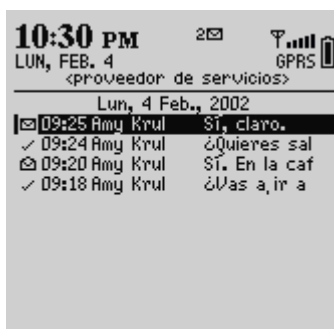 10:30 PM 2
LUN, FEB. 4 GPRS
<proveedor de servicios>
Lun, 4 Feb., 2002
09:25 Amy Krul Sí, claro.
09:24 Amy Krul ¿Quieres sal
09:20 Amy Krul Sí. En la caf
09:18 Amy Krul ¿Vas a ir a